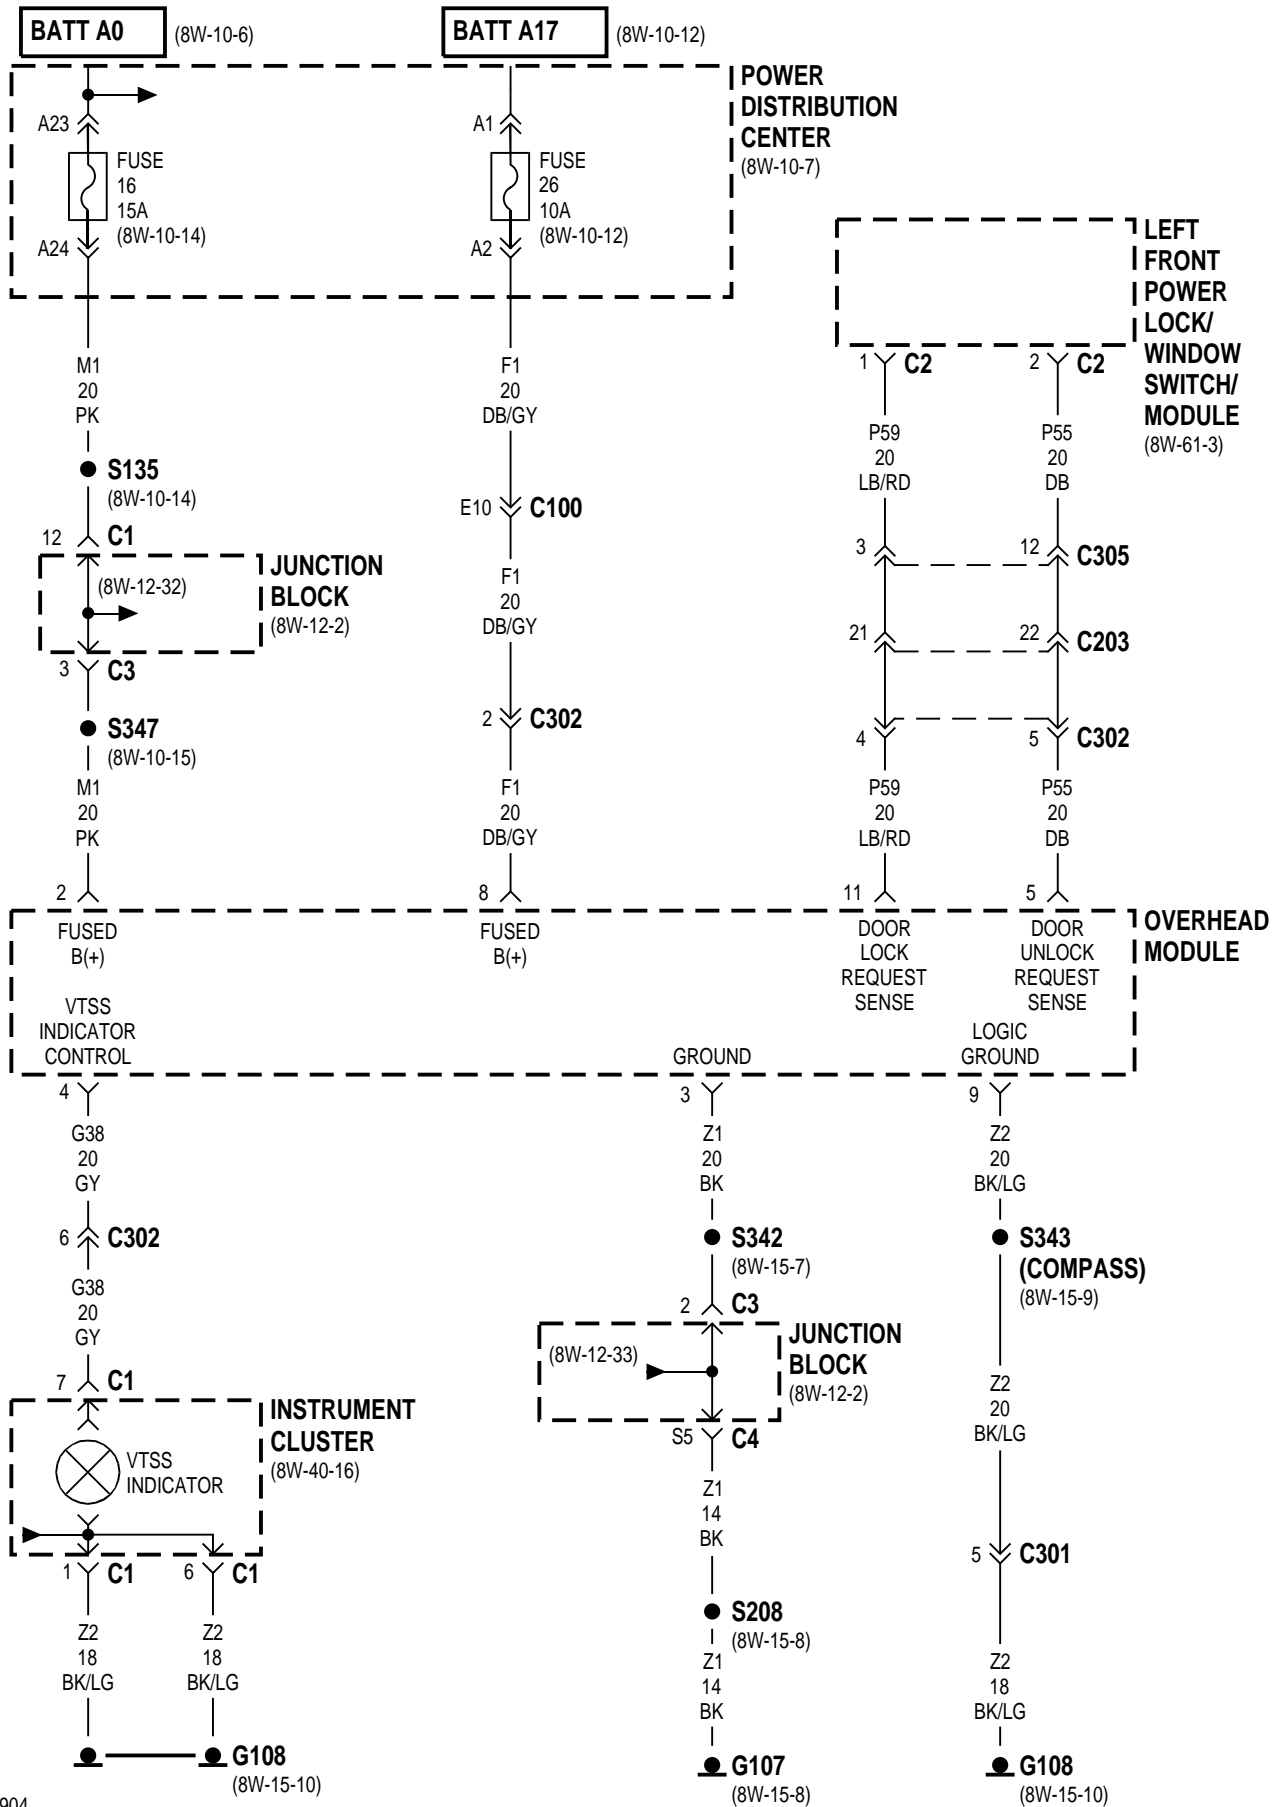 BATT A0
(8W-10-6)
BATT A17
(8W-10-12)
POWER
DISTRIBUTION
CENTER
(8W-10-7)
A23
FUSE
16
15A
(8W-10-14)
A24
A1
FUSE
26
10A
(8W-10-12)
A2
LEFT
FRONT
POWER
LOCK/
WINDOW
SWITCH/
MODULE
(8W-61-3)
M1
20
PK
S135
(8W-10-14)
12 C1
(8W-12-32)
JUNCTION
BLOCK
(8W-12-2)
3 C3
S347
(8W-10-15)
M1
20
PK
2
F1
20
DB/GY
E10 C100
F1
20
DB/GY
2 C302
F1
20
DB/GY
8
1 C2
P59
20
LB/RD
3
21
4
P59
20
LB/RD
11
2 C2
P55
20
DB
12 C305
22 C203
5 C302
P55
20
DB
5
OVERHEAD
MODULE
FUSED
B(+)
FUSED
B(+)
DOOR
LOCK
REQUEST
SENSE
DOOR
UNLOCK
REQUEST
SENSE
VTSS
INDICATOR
CONTROL
GROUND
LOGIC
GROUND
4
G38
20
GY
6 C302
G38
20
GY
7 C1
INSTRUMENT
CLUSTER
(8W-40-16)
VTSS
INDICATOR
1 C1
6 C1
Z2
18
BK/LG
Z2
18
BK/LG
G108
(8W-15-10)
3
Z1
20
BK
S342
(8W-15-7)
2 C3
(8W-12-33)
JUNCTION
BLOCK
(8W-12-2)
S5 C4
Z1
14
BK
S208
(8W-15-8)
Z1
14
BK
G107
(8W-15-8)
9
Z2
20
BK/LG
S343
(COMPASS)
(8W-15-9)
Z2
20
BK/LG
5 C301
Z2
18
BK/LG
G108
(8W-15-10)